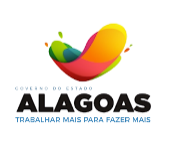 GOVERNO DO ESTADO
ALAGOAS
TRABALHAR MAIS PARA FAZER MAIS